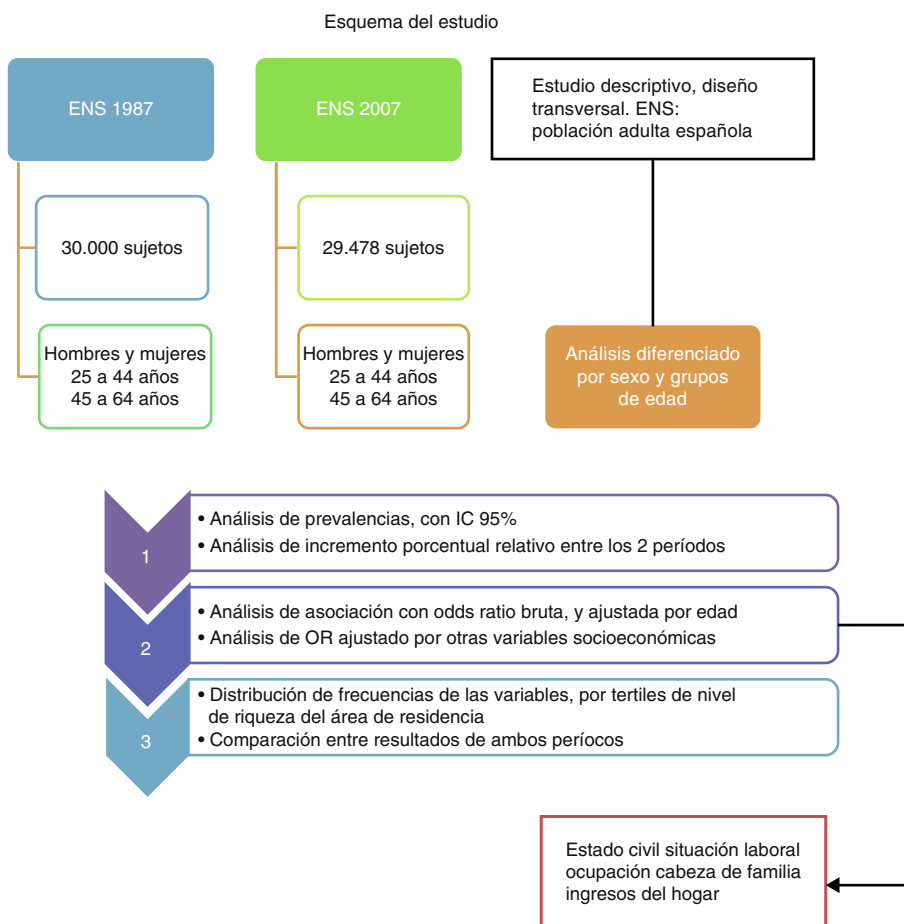 Esquema del estudio
ENS 1987
ENS 2007
Estudio descriptivo, diseño
transversal. ENS:
población adulta española
30.000 sujetos
29.478 sujetos
Hombres y mujeres
25 a 44 años
45 a 64 años
Hombres y mujeres
25 a 44 años
45 a 64 años
Análisis diferenciado
por sexo y grupos
de edad
1
• Análisis de prevalencias, con IC 95%
• Análisis de incremento porcentual relativo entre los 2 períodos
2
• Análisis de asociación con odds ratio bruta, y ajustada por edad
• Análisis de OR ajustado por otras variables socioeconómicas
3
• Distribución de frecuencias de las variables, por tertiles de nivel
de riqueza del área de residencia
• Comparación entre resultados de ambos períocos
Estado civil situación laboral
ocupación cabeza de familia
ingresos del hogar